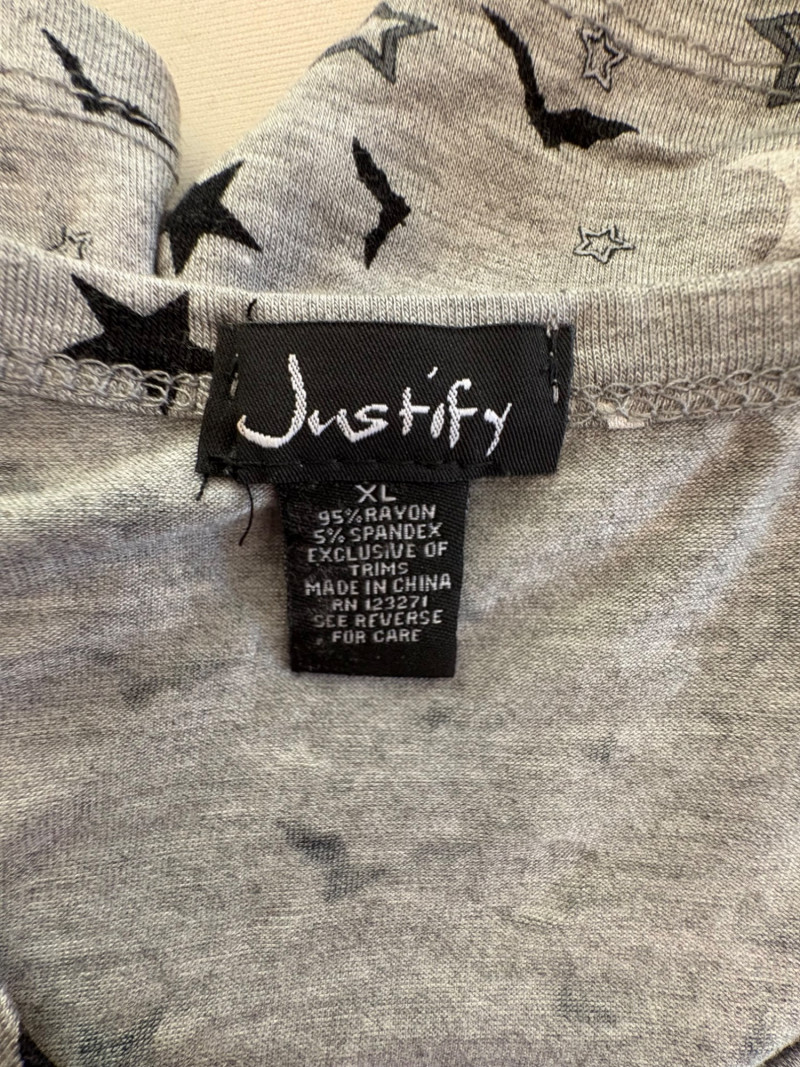 Justify
XL
95%RAYON
5% SPANDEX
EXCLUSIVE OF
TRIMS
MADE IN CHINA
RN 123271
SEE REVERSE
FOR CARE